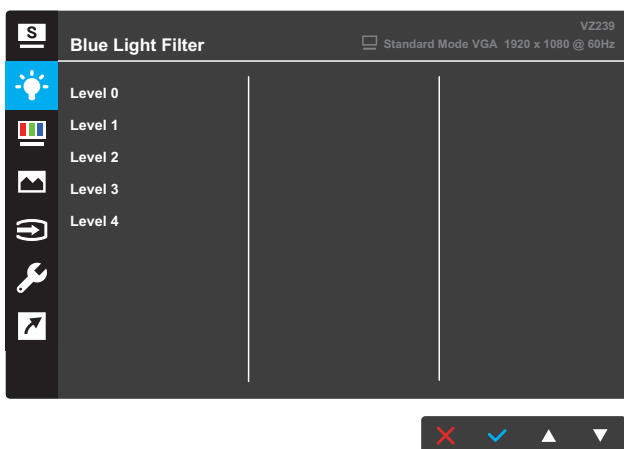 S
VZ239
Blue Light Filter
Standard Mode VGA 1920 x 1080 @ 60Hz
Level 0
Level 1
Level 2
Level 3
Level 4